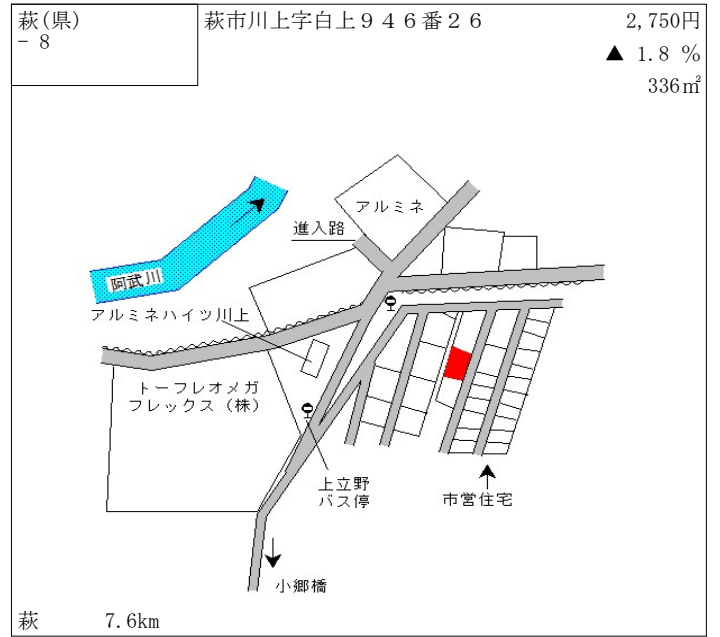 萩(県)
- 8
萩市川上字白上９４６番２６
2,750円
▲ 1.8 %
336㎡
アルミネ
進入路
阿武川
アルミネハイツ川上
トーフレオメガ
フレックス（株）
上立野
バス停
市営住宅
小郷橋
萩 7.6km